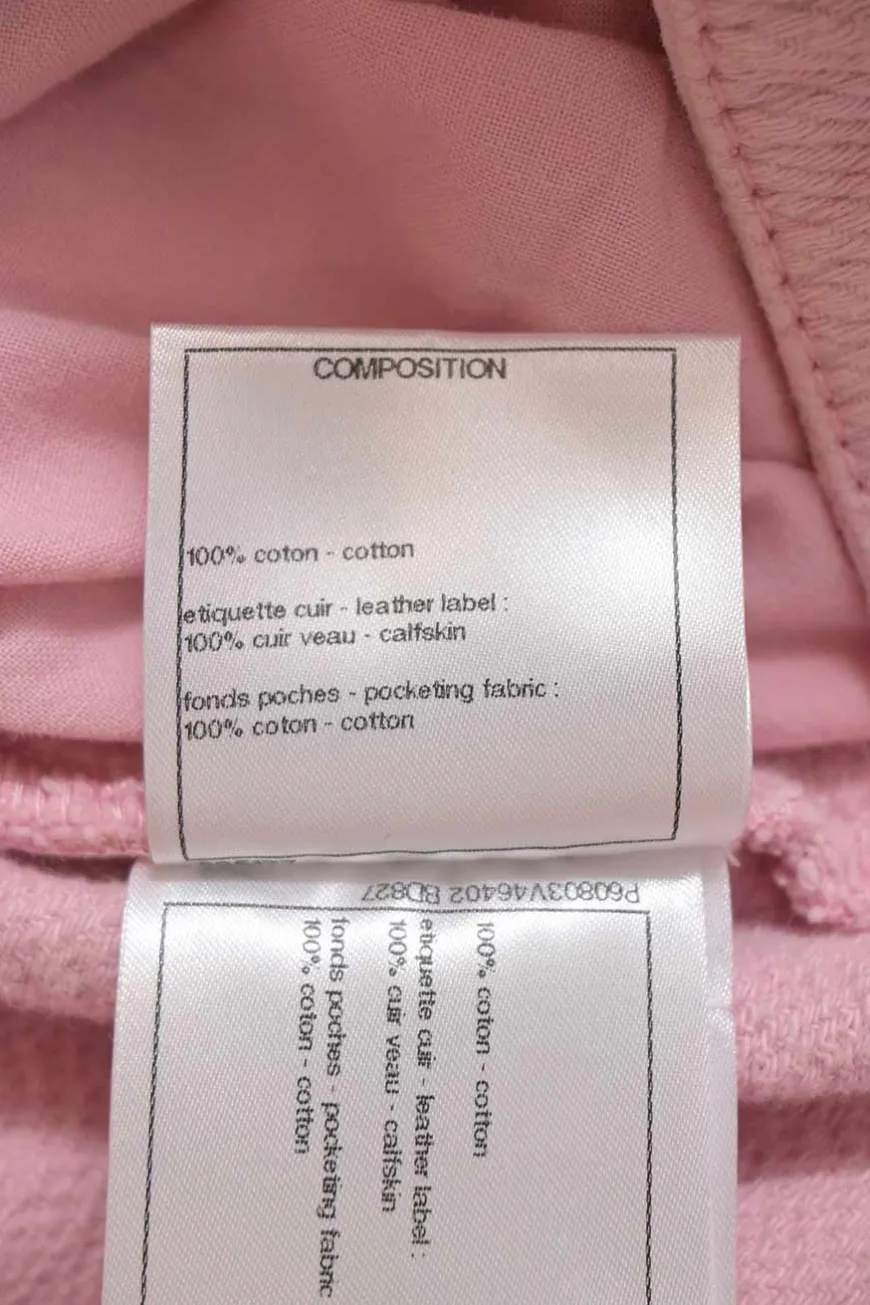 COMPOSITION
100% coton - cotton
etiquette cuir - leather label :
100% cuir veau - calfskin
fonds poches - pocketing fabric :
100% coton - cotton
P60803V46402 BD827
100% coton - cotton
etiquette cuir - leather label :
100% cuir veau - calfskin
fonds poches - pocketing fabric
100% coton - cotton